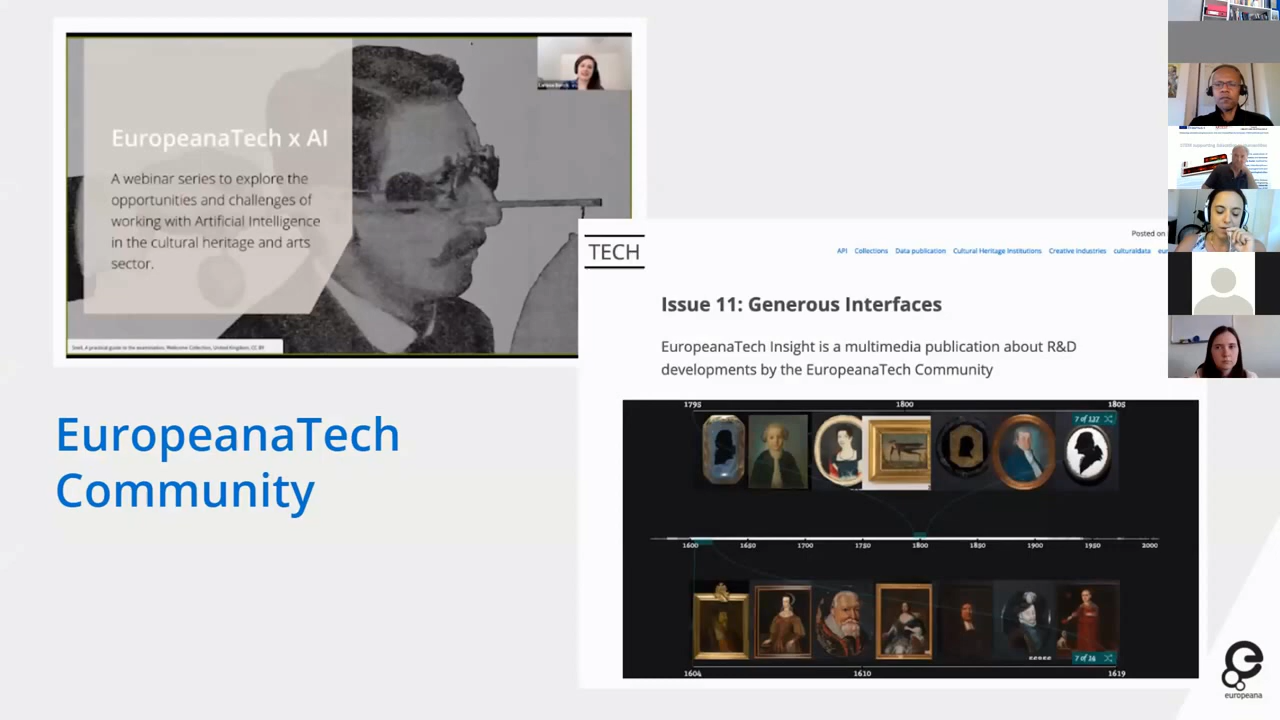 EuropeanaTech x AI
A webinar series to explore the
opportunities and challenges of
working with Artificial Intelligence
in the cultural heritage and arts
sector.
EuropeanaTech
Community
TECH
Posted on
API Collections Data publication Cultural Heritage Institutions Creative industries culturaldata
Issue 11: Generous Interfaces
EuropeanaTech Insight is a multimedia publication about R&D
developments by the EuropeanaTech Community
1795 1800 1805
7 of 127
1600 1650 1700 1750 1800 1850 1900 1950 2000
7 of 16
1604 1610 1619
europeana